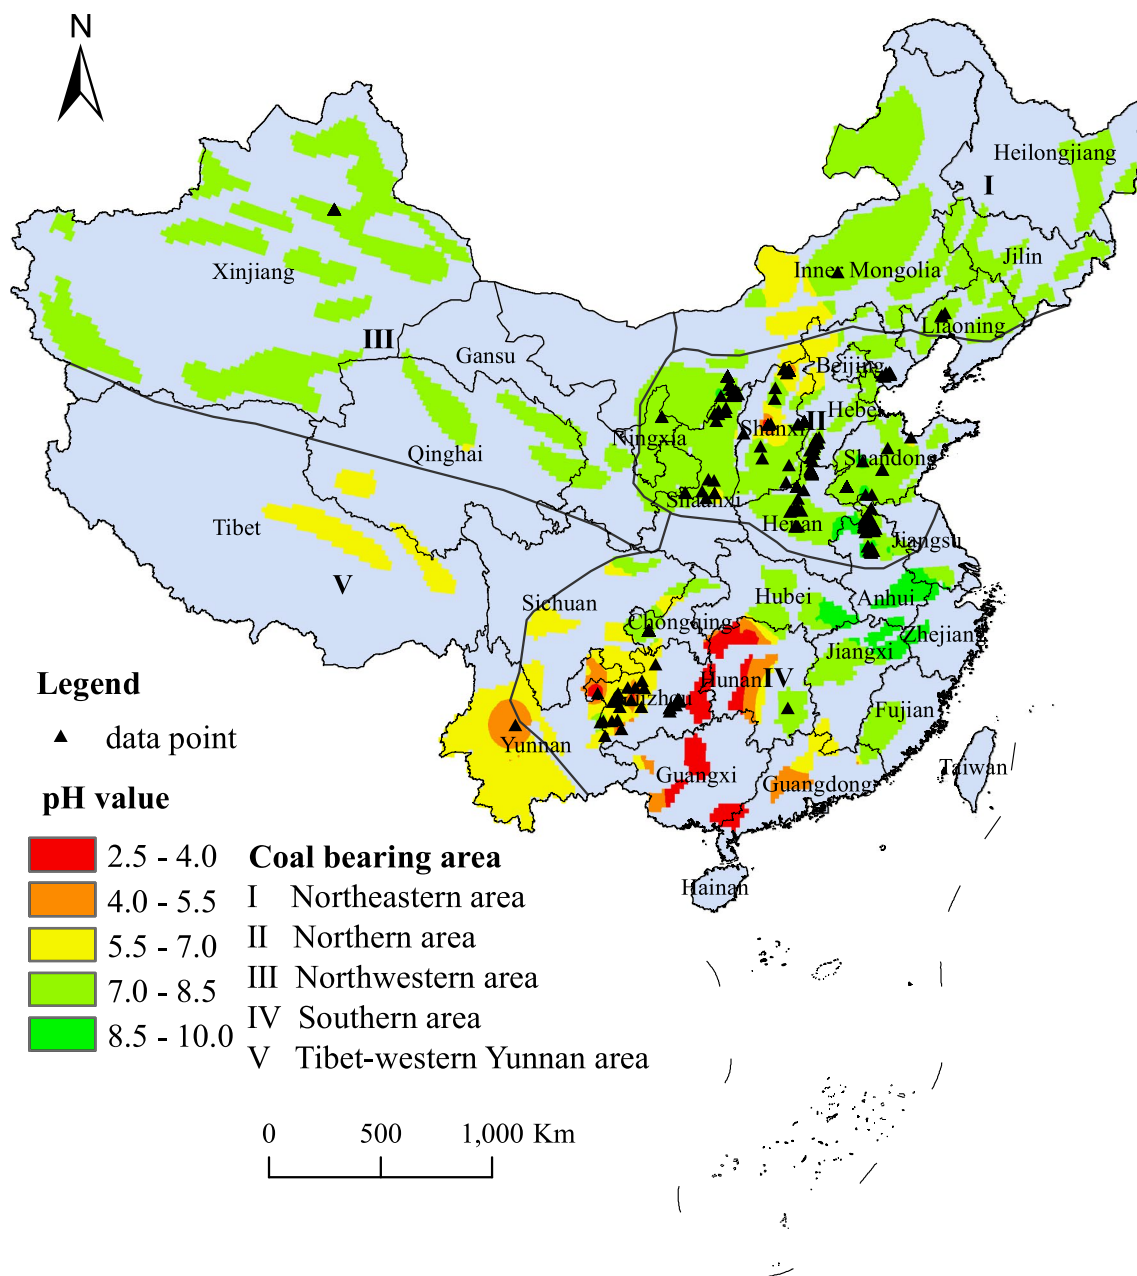 N
Heilongjiang
I
Jilin
Inner Mongolia
Xinjiang
Liaoning
III
Gansu
Beijing
Hebei
II
Shanxi
Ningxia
Qinghai
Shandong
Shaanxi
Henan
Tibet
Jiangsu
V
Sichuan
Hubei
Anhui
Chongqing
Zhejiang
Jiangxi
Hunan
IV
Fujian
Yunnan
Guangxi
Guangdong
Taiwan
Hainan
Legend
data point
pH value
2.5 - 4.0
4.0 - 5.5
5.5 - 7.0
7.0 - 8.5
8.5 - 10.0
Coal bearing area
I Northeastern area
II Northern area
III Northwestern area
IV Southern area
V Tibet-western Yunnan area
0 500 1,000 Km